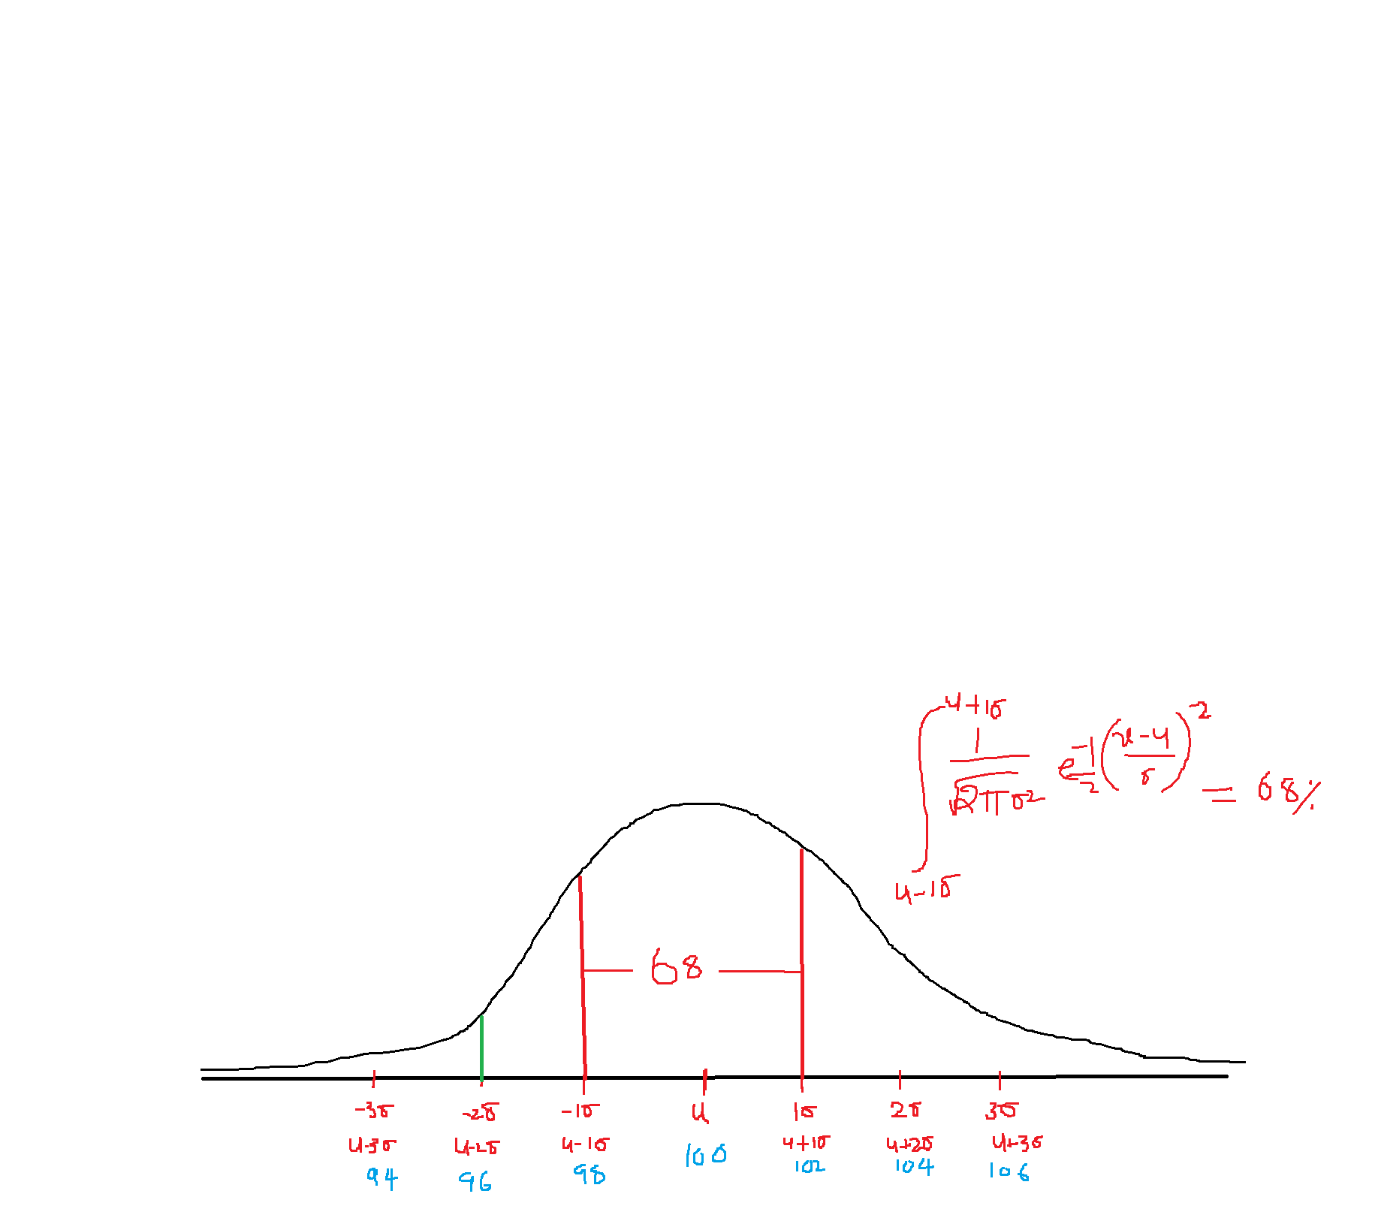 ∫ μ+1σ
μ-1σ
1/√2πσ² e^-1/2 (x-μ/σ)^2 = 68%
68
-3σ -2σ -1σ μ 1σ 2σ 3σ
μ-3σ μ-2σ μ-1σ μ+1σ μ+2σ μ+3σ
94 96 98 100 102 104 106